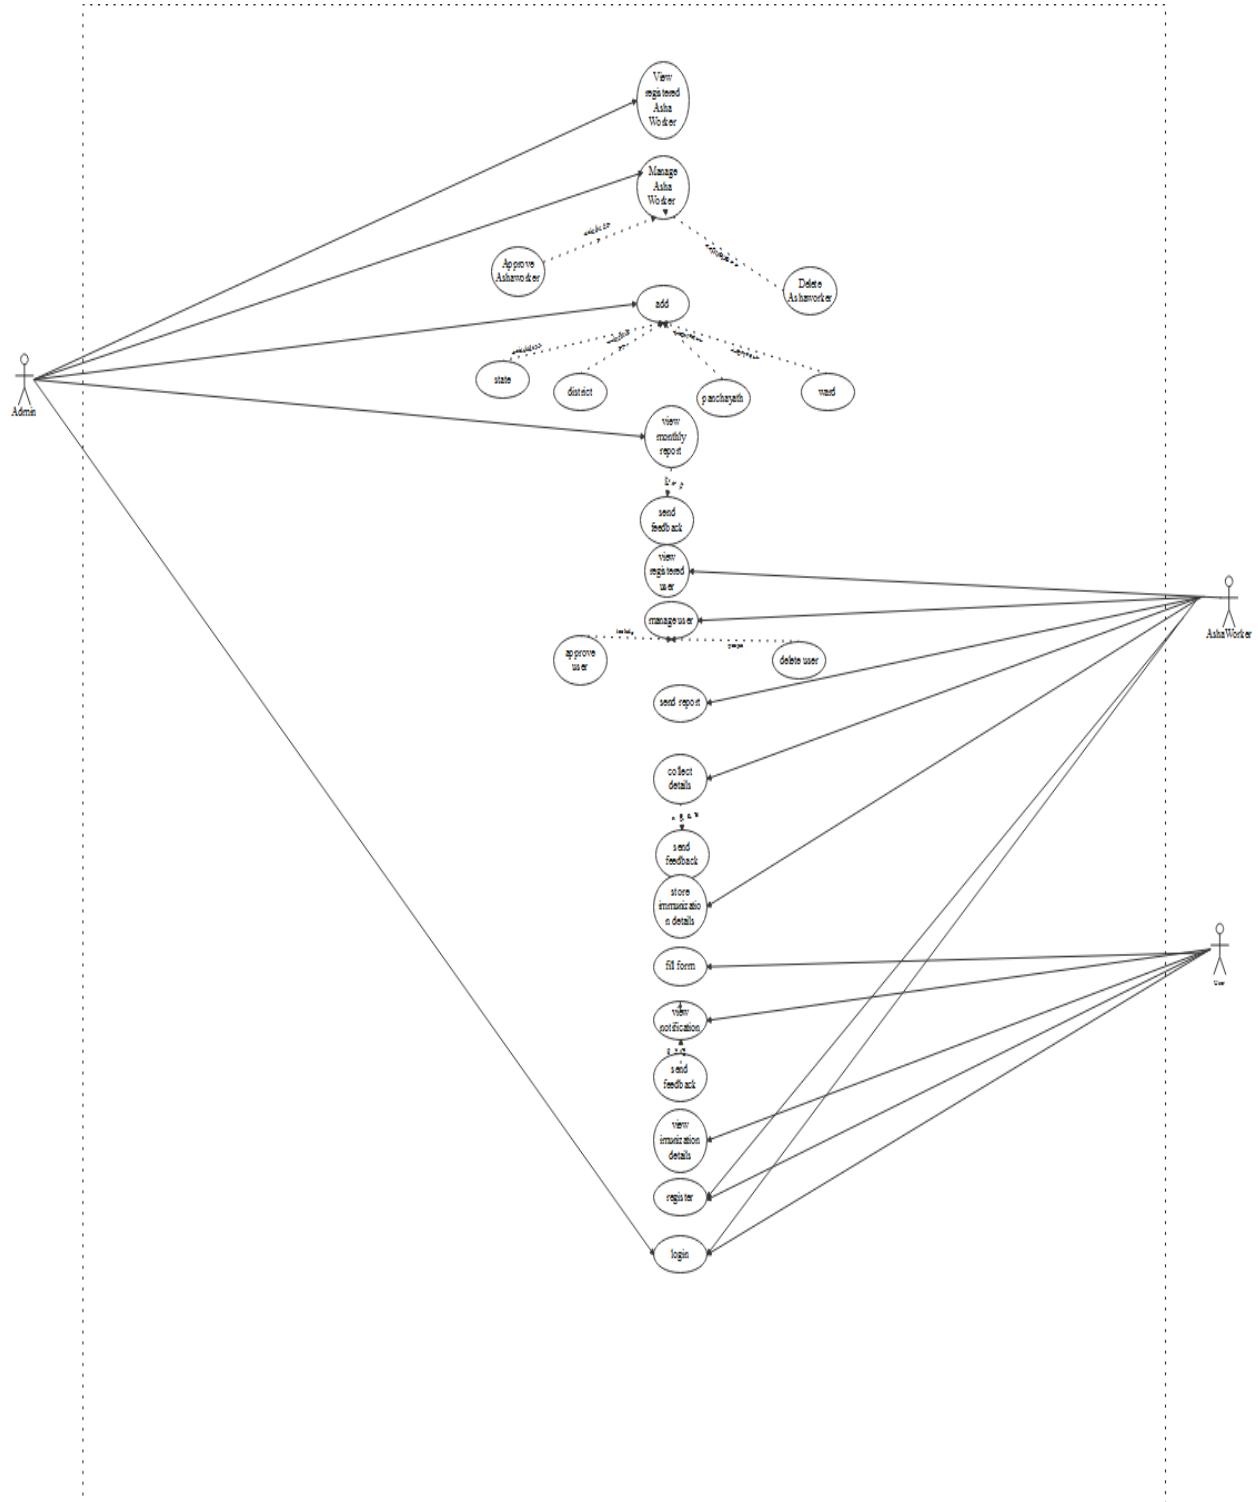 View
registered
Asha
Worker
Manage
Asha
Worker
Approve
Ashaworker
Delete
Ashaworker
add
state
district
panchayath
ward
Admin
view
monthly
report
send
feedback
view
registered
user
manage user
AshaWorker
approve
user
delete user
send report
collect
details
send
feedback
store
immunizatio
n details
fill form
User
view
notification
send
feedback
view
imunization
details
register
login